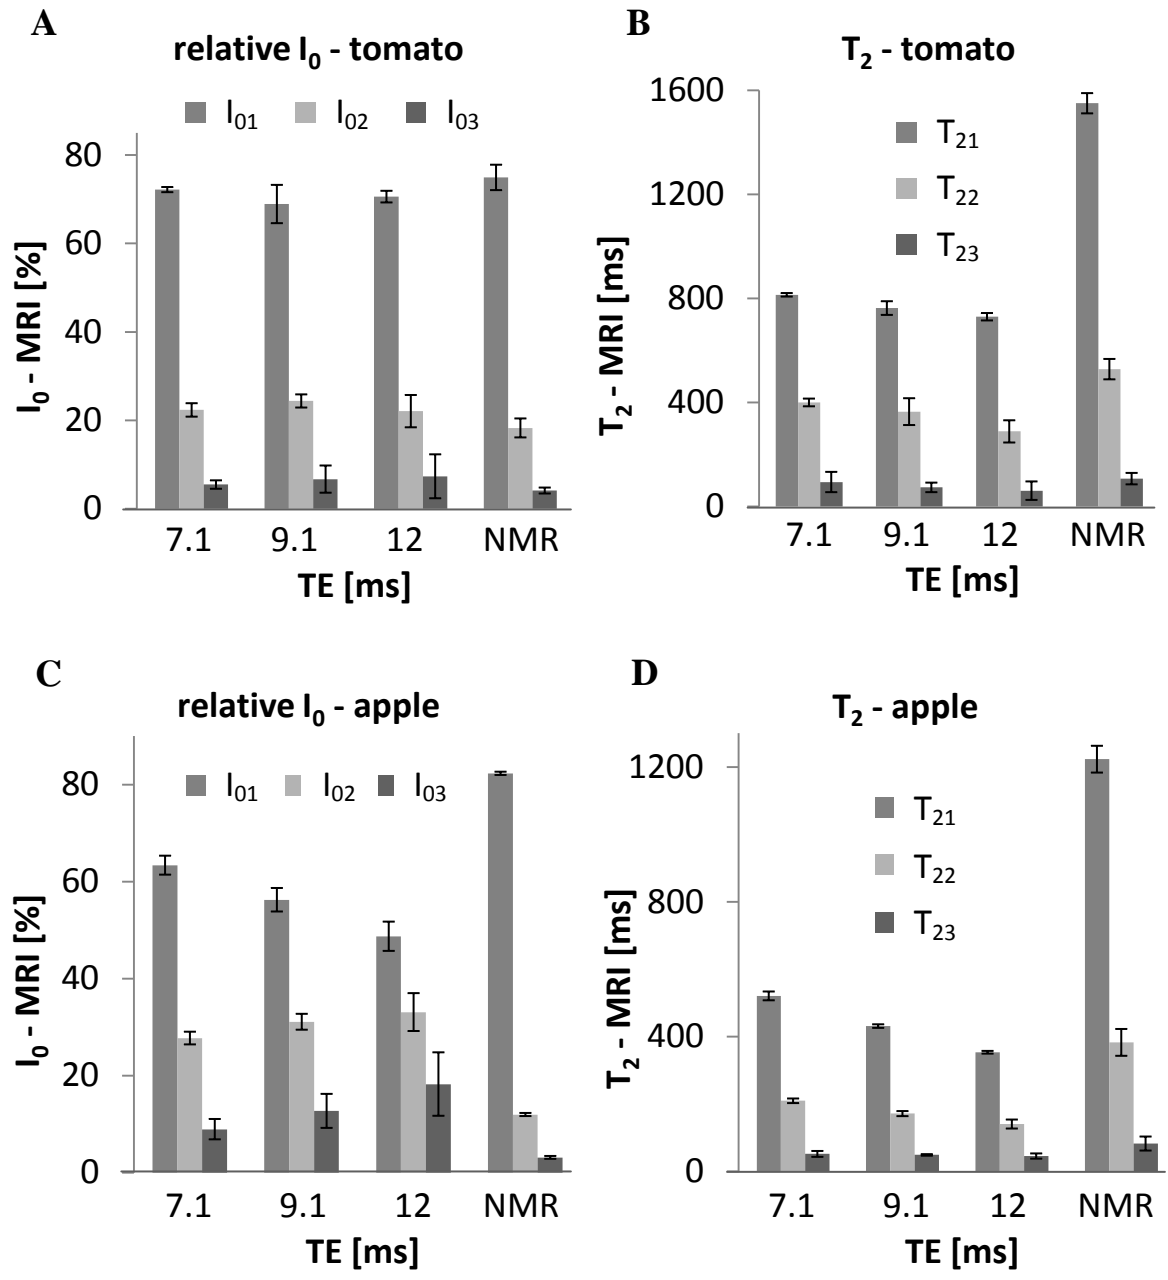 A
relative I₀ - tomato
I₀₁ I₀₂ I₀₃
I₀ - MRI [%]
80
60
40
20
0
7.1 9.1 12 NMR
TE [ms]
B
T₂ - tomato
T₂₁
T₂₂
T₂₃
T₂ - MRI [ms]
1600
1200
800
400
0
7.1 9.1 12 NMR
TE [ms]
C
relative I₀ - apple
I₀₁ I₀₂ I₀₃
I₀ - MRI [%]
80
60
40
20
0
7.1 9.1 12 NMR
TE [ms]
D
T₂ - apple
T₂₁
T₂₂
T₂₃
T₂ - MRI [ms]
1200
800
400
0
7.1 9.1 12 NMR
TE [ms]